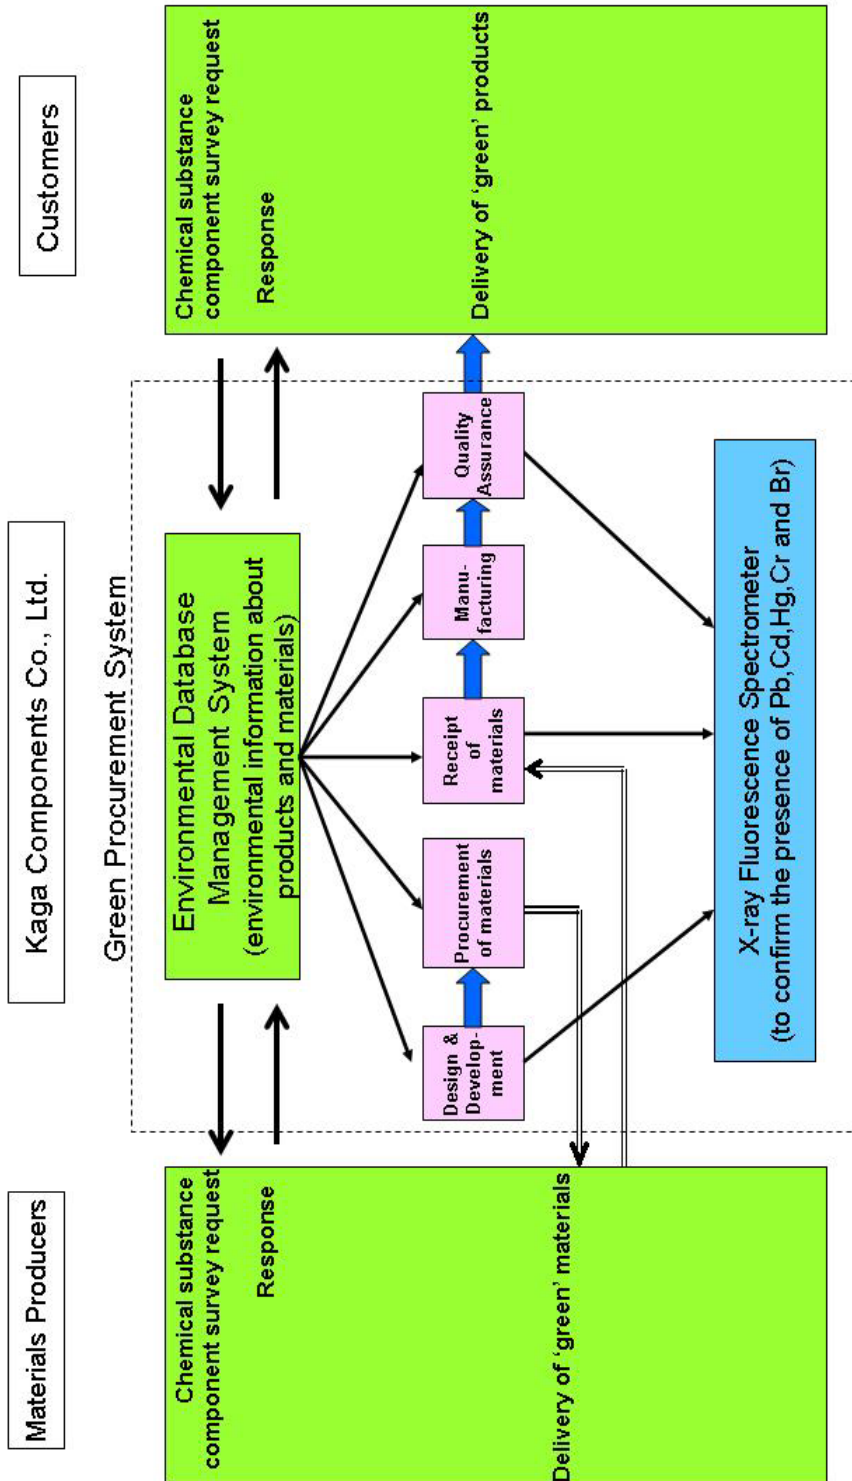 Materials Producers
Kaga Components Co., Ltd.
Customers
Green Procurement System
Chemical substance
component survey request
Response
Delivery of ‘green’ materials
Environmental Database
Management System
(environmental information about
products and materials)
Design &
Develop-
ment
Procurement
of materials
Receipt
of
materials
Manu-
facturing
Quality
Assurance
X-ray Fluorescence Spectrometer
(to confirm the presence of Pb,Cd,Hg,Cr and Br)
Chemical substance
component survey request
Response
Delivery of ‘green’ products